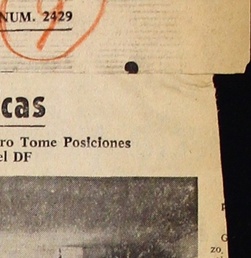 NUM. 2429
cas
ro Tome Posiciones
el DF
zo